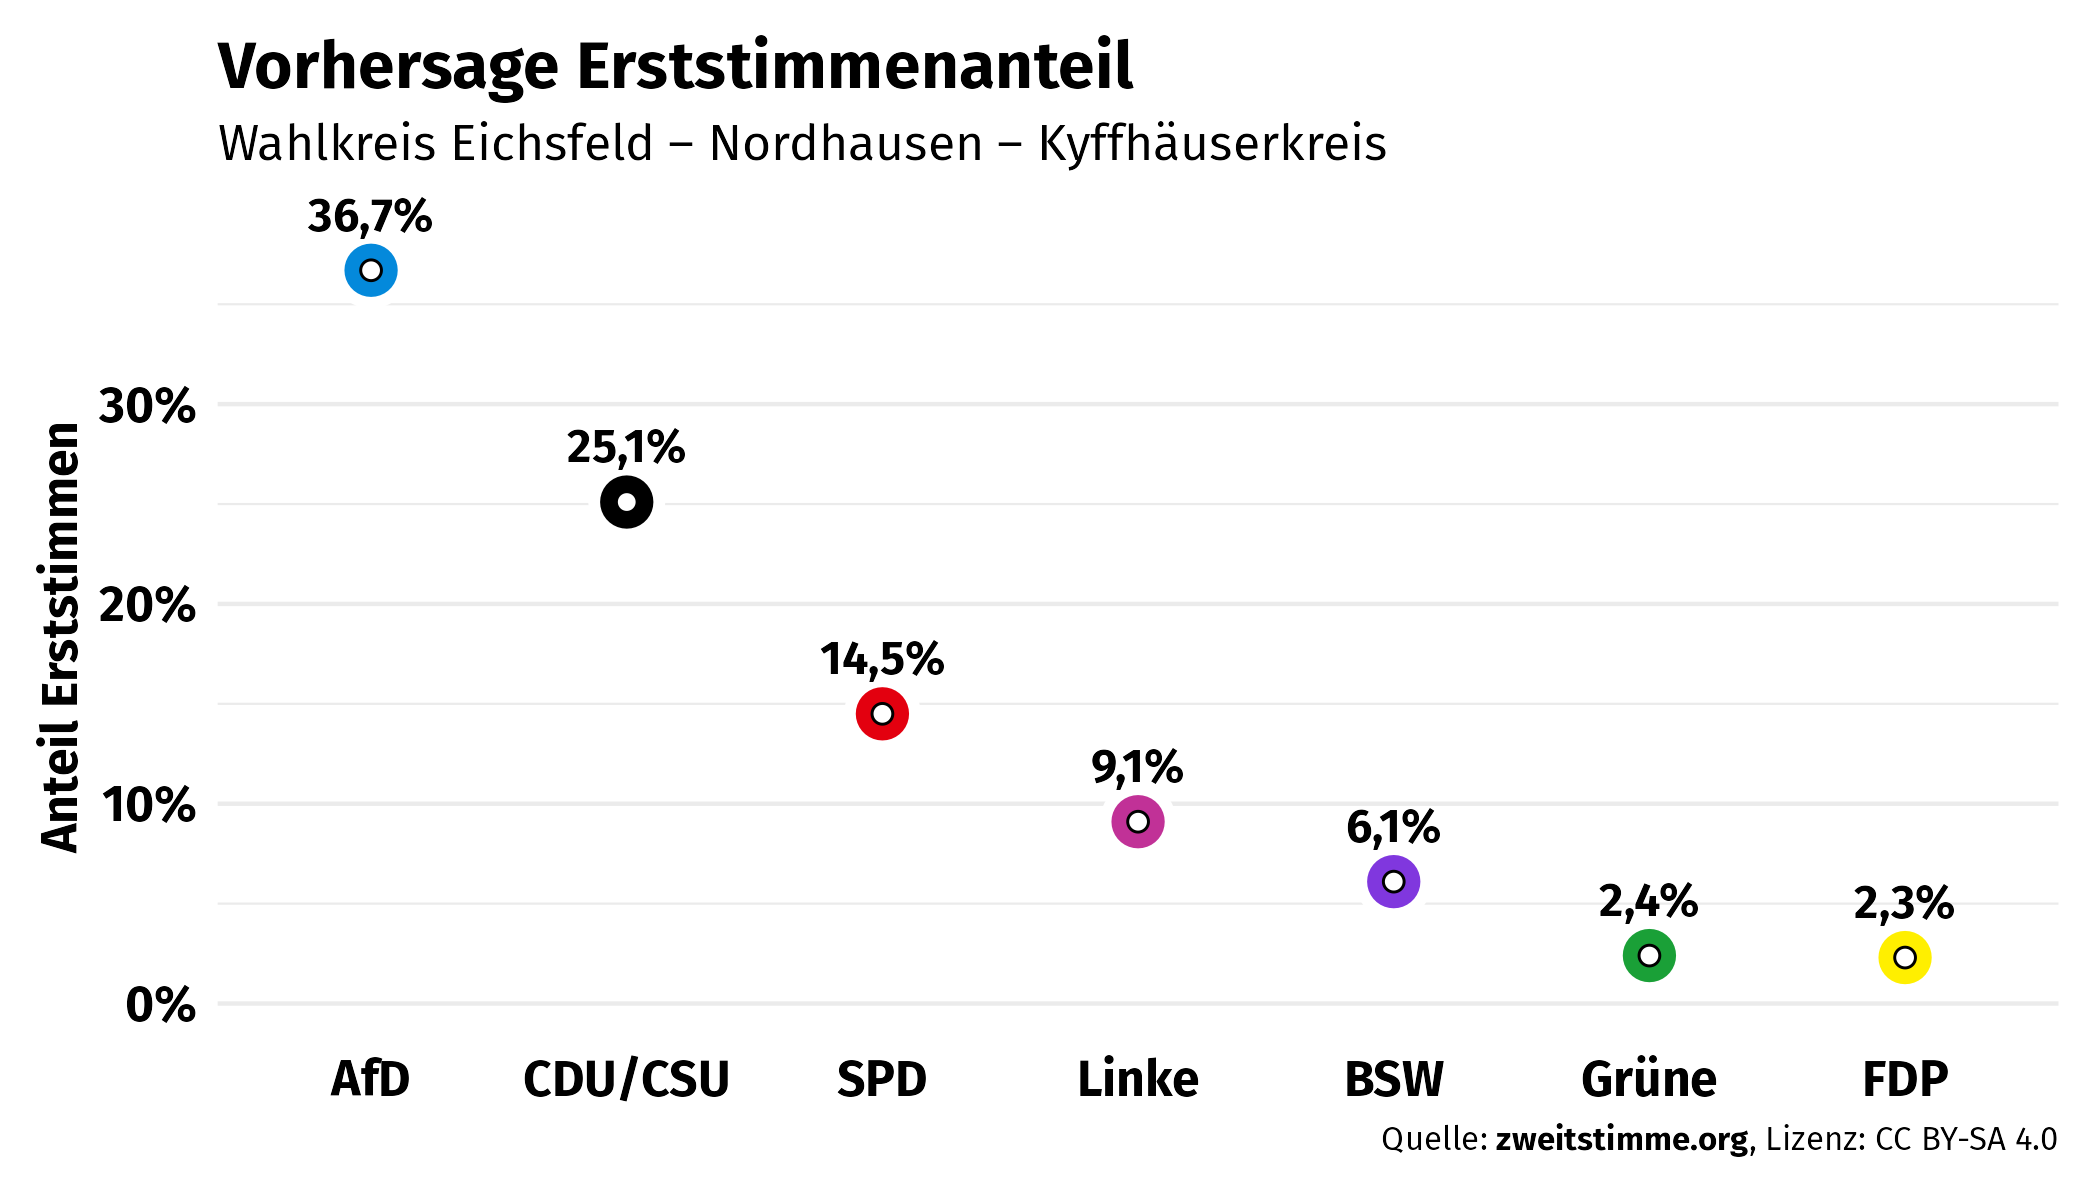 Vorhersage Erststimmenanteil
Wahlkreis Eichsfeld – Nordhausen – Kyffhäuserkreis
36,7%
30%
25,1%
20%
14,5%
9,1%
10%
6,1%
2,4%
2,3%
0%
Anteil Erststimmen
AfD CDU/CSU SPD Linke BSW Grüne FDP
Quelle: zweitstimme.org, Lizenz: CC BY-SA 4.0